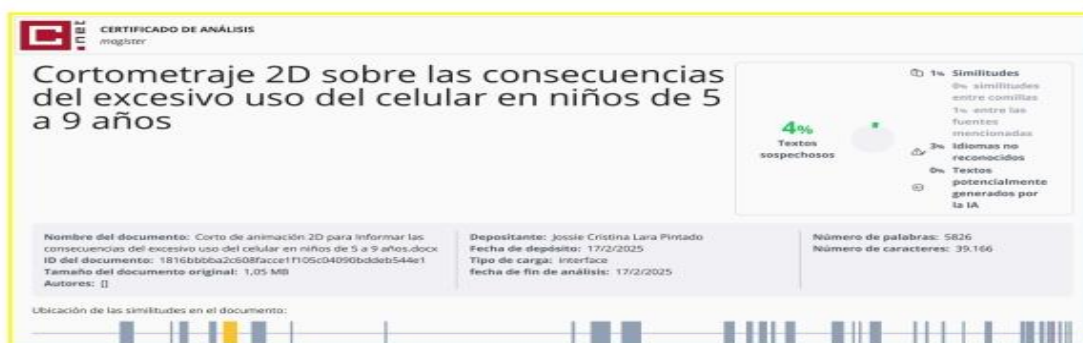 .net
CERTIFICADO DE ANÁLISIS
magister
Cortometraje 2D sobre las consecuencias
del excesivo uso del celular en niños de 5
a 9 años
4%
Textos
sospechosos
1% Similitudes
0% similitudes
entre comillas
1% entre las
fuentes
mencionadas
3% Idiomas no
reconocidos
0% Textos
potencialmente
generados por
la IA
Nombre del documento: Corto de animación 2D para Informar las
consecuencias del excesivo uso del celular en niños de 5 a 9 años.docx
ID del documento: 1816bbbba2c608facce1f105c04090bddeb544e1
Tamaño del documento original: 1,05 MB
Autores: []
Depositante: Jossie Cristina Lara Pintado
Fecha de depósito: 17/2/2025
Tipo de carga: interface
fecha de fin de análisis: 17/2/2025
Número de palabras: 5826
Número de caracteres: 39.166
Ubicación de las similitudes en el documento: